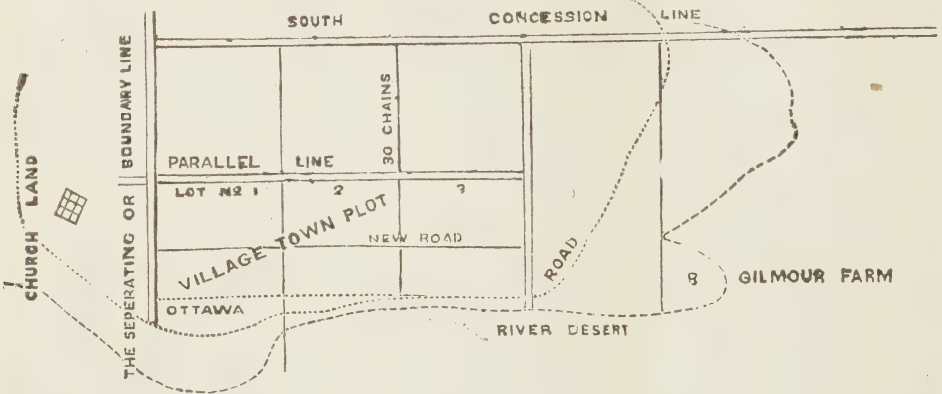 SOUTH CONCESSION LINE
CHURCH LAND
THE SEPERATING OR BOUNDARY LINE
30 CHAINS
PARALLEL LINE
LOT Nº 1 2 3
VILLAGE TOWN PLOT
NEW ROAD
OTTAWA ROAD
B GILMOUR FARM
RIVER DESERT